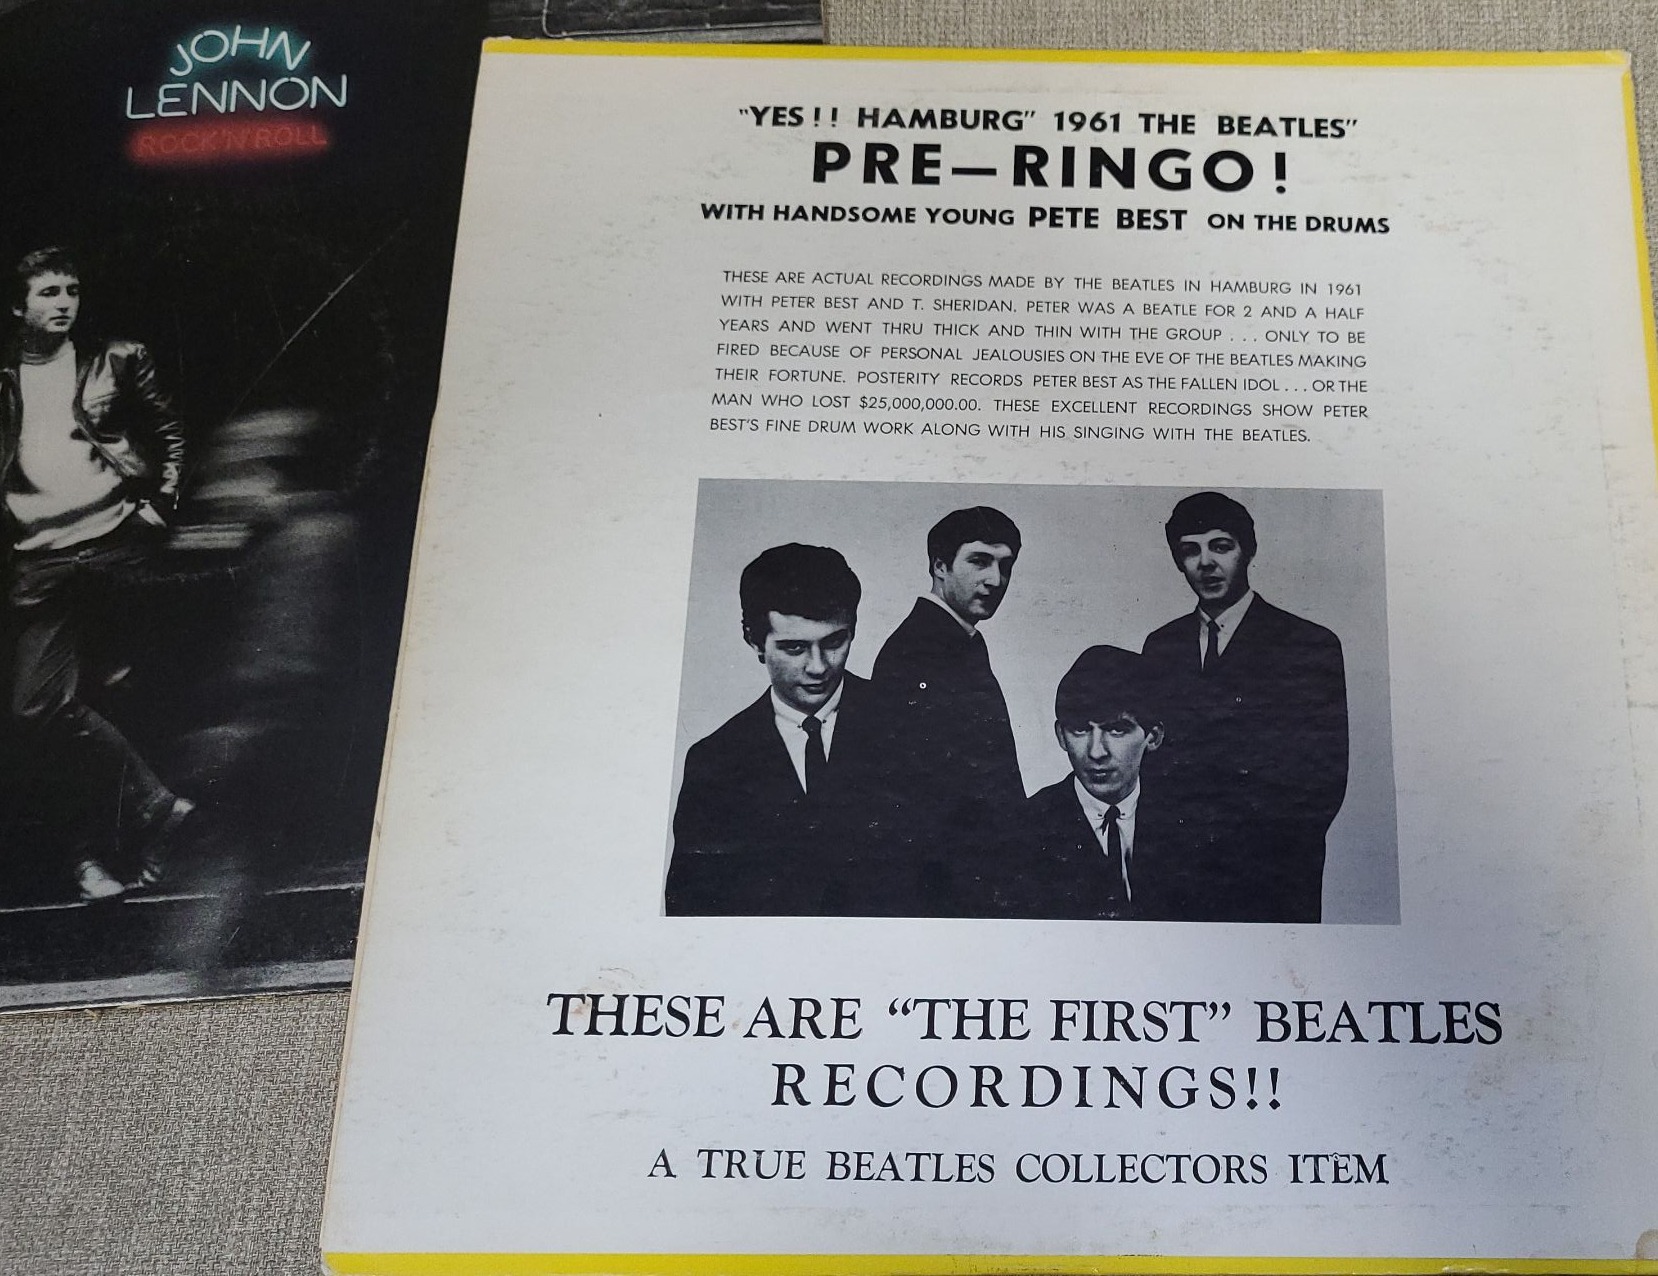 JOHN
LENNON
ROCK'N'ROLL
"YES!! HAMBURG" 1961 THE BEATLES"
PRE—RINGO!
WITH HANDSOME YOUNG PETE BEST ON THE DRUMS
THESE ARE ACTUAL RECORDINGS MADE BY THE BEATLES IN HAMBURG IN 1961
WITH PETER BEST AND T. SHERIDAN. PETER WAS A BEATLE FOR 2 AND A HALF
YEARS AND WENT THRU THICK AND THIN WITH THE GROUP . . . ONLY TO BE
FIRED BECAUSE OF PERSONAL JEALOUSIES ON THE EVE OF THE BEATLES MAKING
THEIR FORTUNE. POSTERITY RECORDS PETER BEST AS THE FALLEN IDOL . . . OR THE
MAN WHO LOST $25,000,000.00. THESE EXCELLENT RECORDINGS SHOW PETER
BEST'S FINE DRUM WORK ALONG WITH HIS SINGING WITH THE BEATLES.
THESE ARE “THE FIRST” BEATLES
RECORDINGS!!
A TRUE BEATLES COLLECTORS ITEM